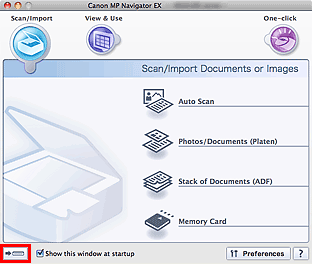 Canon MP Navigator EX
Scan/Import
View & Use
One-click
Scan/Import Documents or Images
Auto Scan
Photos/Documents (Platen)
Stack of Documents (ADF)
Memory Card
Show this window at startup
Preferences
?